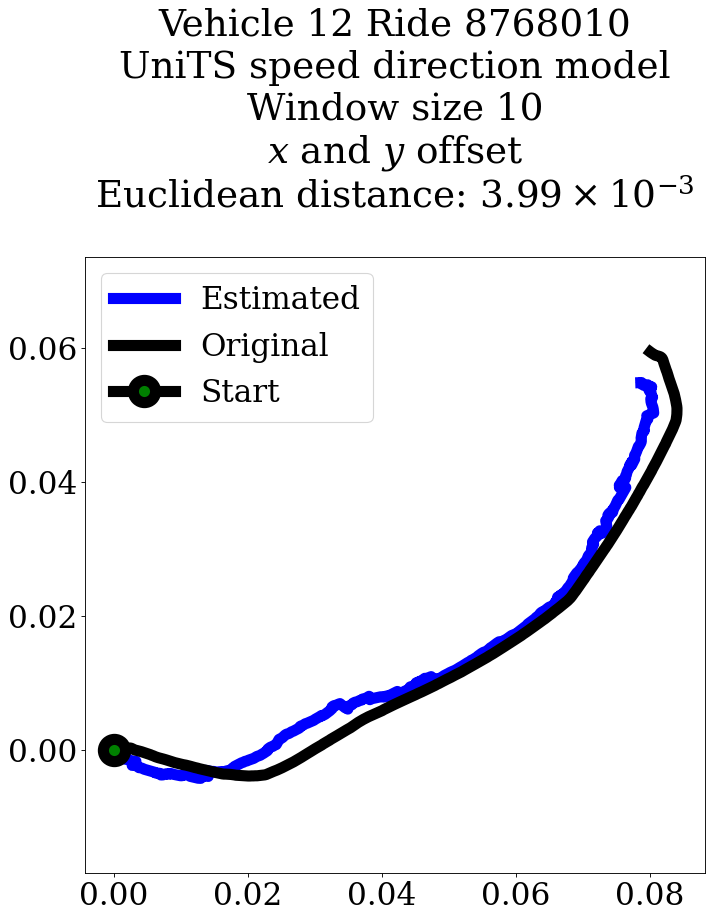 Vehicle 12 Ride 8768010
UniTS speed direction model
Window size 10
x and y offset
Euclidean distance: 3.99 × 10⁻³
Estimated
Original
Start
0.06
0.04
0.02
0.00
0.00 0.02 0.04 0.06 0.08